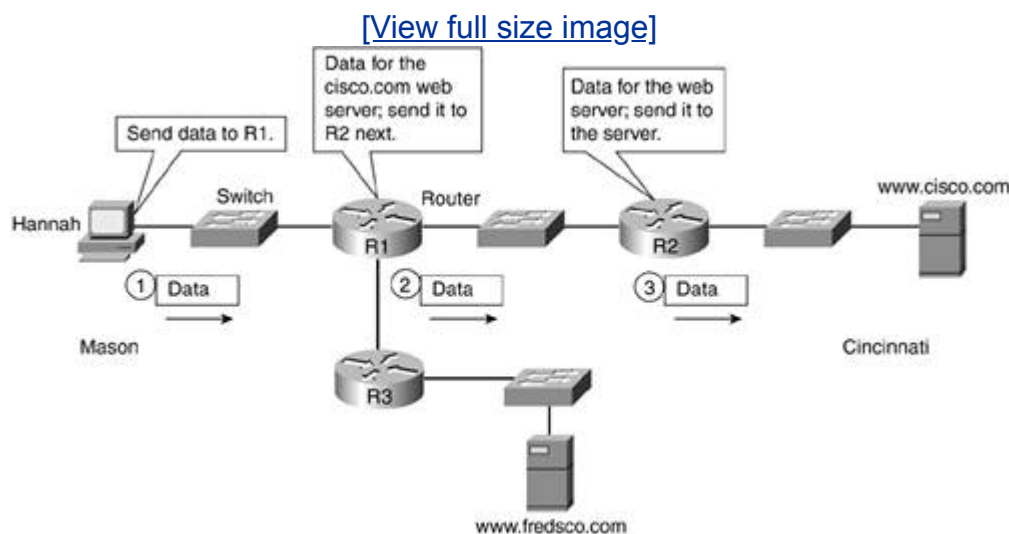 [View full size image]
Data for the
cisco.com web
server; send it to
R2 next.
Data for the web
server; send it to
the server.
Send data to R1.
Switch
Router
www.cisco.com
Hannah
R1
R2
1 Data
2 Data
3 Data
Mason
Cincinnati
R3
www.fredsco.com